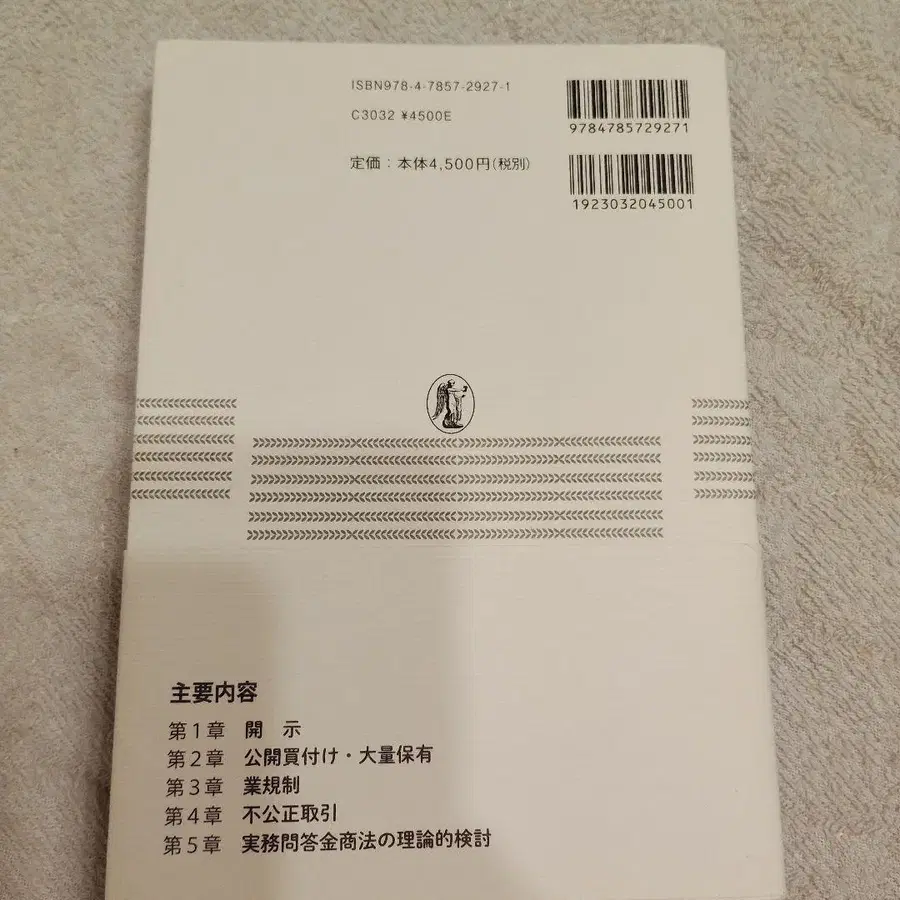 ISBN978-4-7857-2927-1
C3032 ¥4500E
9784785729271
定価：本体4,500円（税別）
1923032045001
主要内容
第1章 開 示
第2章 公開買付け・大量保有
第3章 業規制
第4章 不公正取引
第5章 実務問答金商法の理論的検討